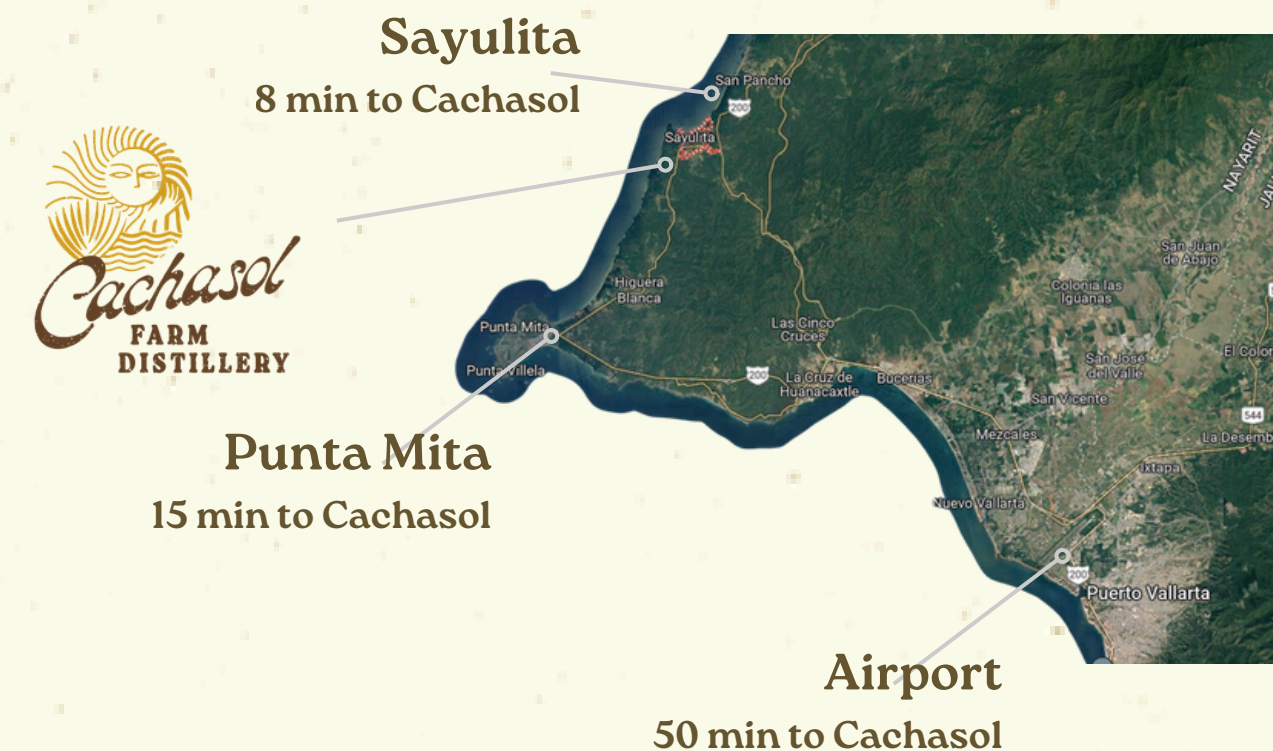 Sayulita
8 min to Cachasol
San Pancho
200
Sayulita
NAYARIT
Cachasol
FARM
DISTILLERY
San Juan
de Abajo
Higuera
Blanca
Colonia las
Iguanas
Punta Mita
Las Cinco
Cruces
El Color
San José
del Valle
Punta Villela
200
La Cruz de
Huanacaxtle
Bucerías
San Vicente
544
Mezcales
La Desemb
Ixtapa
Punta Mita
15 min to Cachasol
Nuevo Vallarta
200
Puerto Vallarta
Airport
50 min to Cachasol